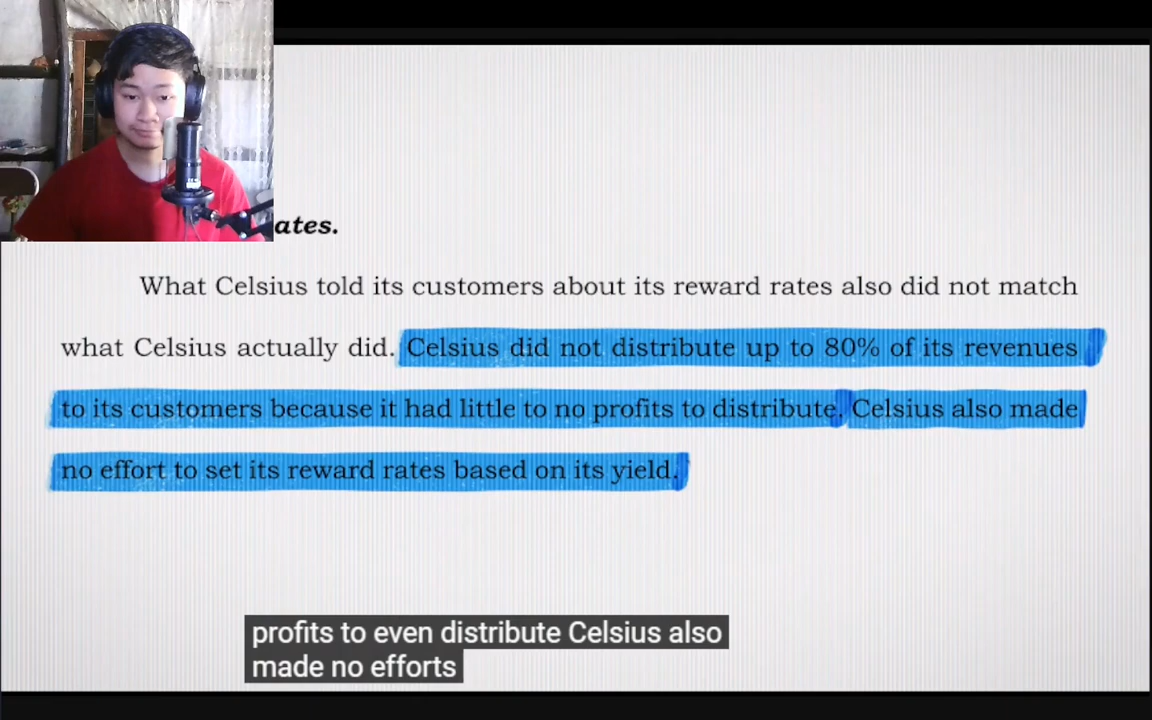 ates.
What Celsius told its customers about its reward rates also did not match
what Celsius actually did. Celsius did not distribute up to 80% of its revenues
to its customers because it had little to no profits to distribute. Celsius also made
no effort to set its reward rates based on its yield.
profits to even distribute Celsius also
made no efforts